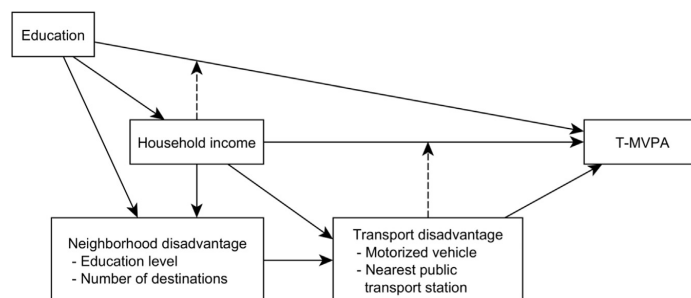 Education
Household income
T-MVPA
Neighborhood disadvantage
- Education level
- Number of destinations
Transport disadvantage
- Motorized vehicle
- Nearest public
transport station